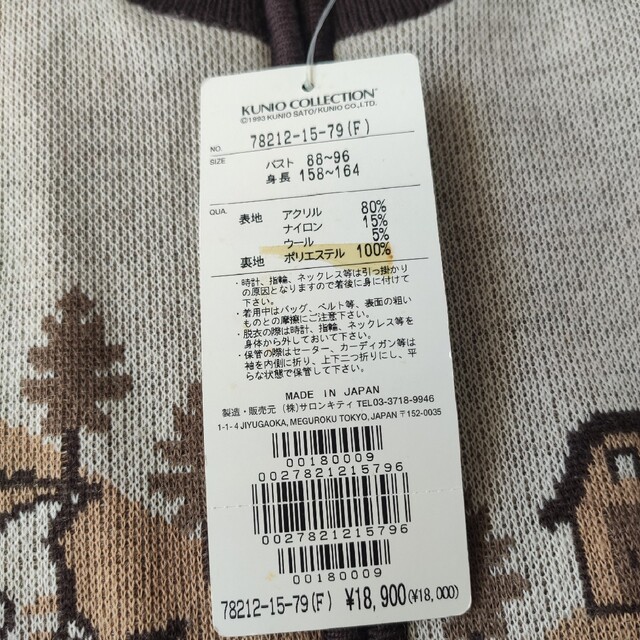 KUNIO COLLECTION
©1993 KUNIO SATO/KUNIO CO.,LTD.
NO. 78212-15-79(F)
SIZE バスト 88~96
身長 158~164
QUA. 表地 アクリル 80%
ナイロン 15%
ウール 5%
裏地 ポリエステル 100%
・時計、指輪、ネックレス等は引っ掛かり
の原因となりますので着後に身に付けて
下さい。
・着用中はバッグ、ベルト等、表面の粗い
ものとの摩擦にご注意下さい。
・脱衣の際は時計、指輪、ネックレス等を
身体から外しておいて下さい。
・保管の際はセーター、カーディガン等は
袖を内側に折り、上下二つ折りにし、平
らな状態で保管して下さい。
MADE IN JAPAN
製造・販売元 (株)サロンキティ TEL03-3718-9946
1-1-4 JIYUGAOKA, MEGUROKU TOKYO, JAPAN 〒152-0035
00180009
0027821215796
0027821215796
00180009
78212-15-79(F) ¥18,900(¥18,000)